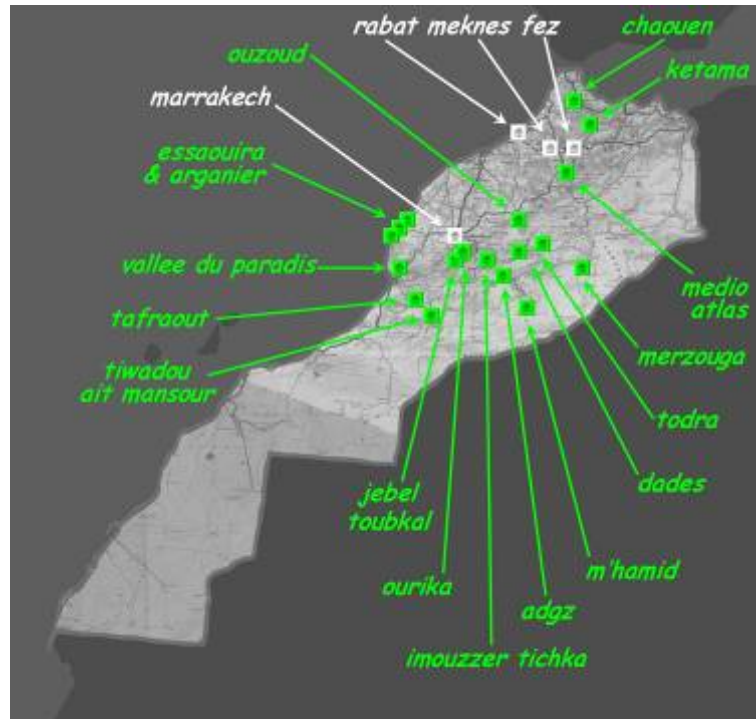 rabat meknes fez
chaouen
ouzoud
ketama
marrakech
essaouira
& arganier
vallee du paradis
medio
atlas
tafraout
merzouga
tiwadou
ait mansour
todra
jebel
toubkal
dades
ourika
m'hamid
adgz
imouzzer tichka